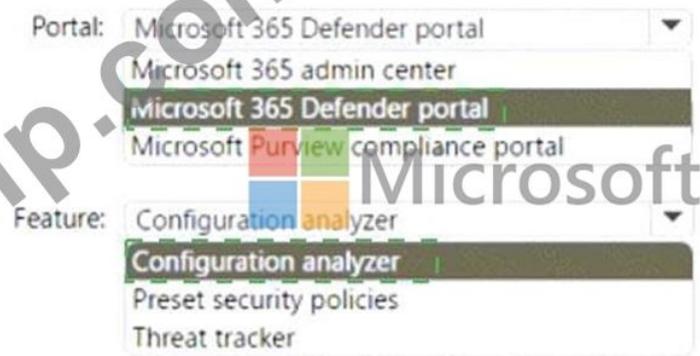 Portal: Microsoft 365 Defender portal
Microsoft 365 admin center
Microsoft 365 Defender portal
Microsoft Purview compliance portal
Microsoft
Feature: Configuration analyzer
Configuration analyzer
Preset security policies
Threat tracker
p.com